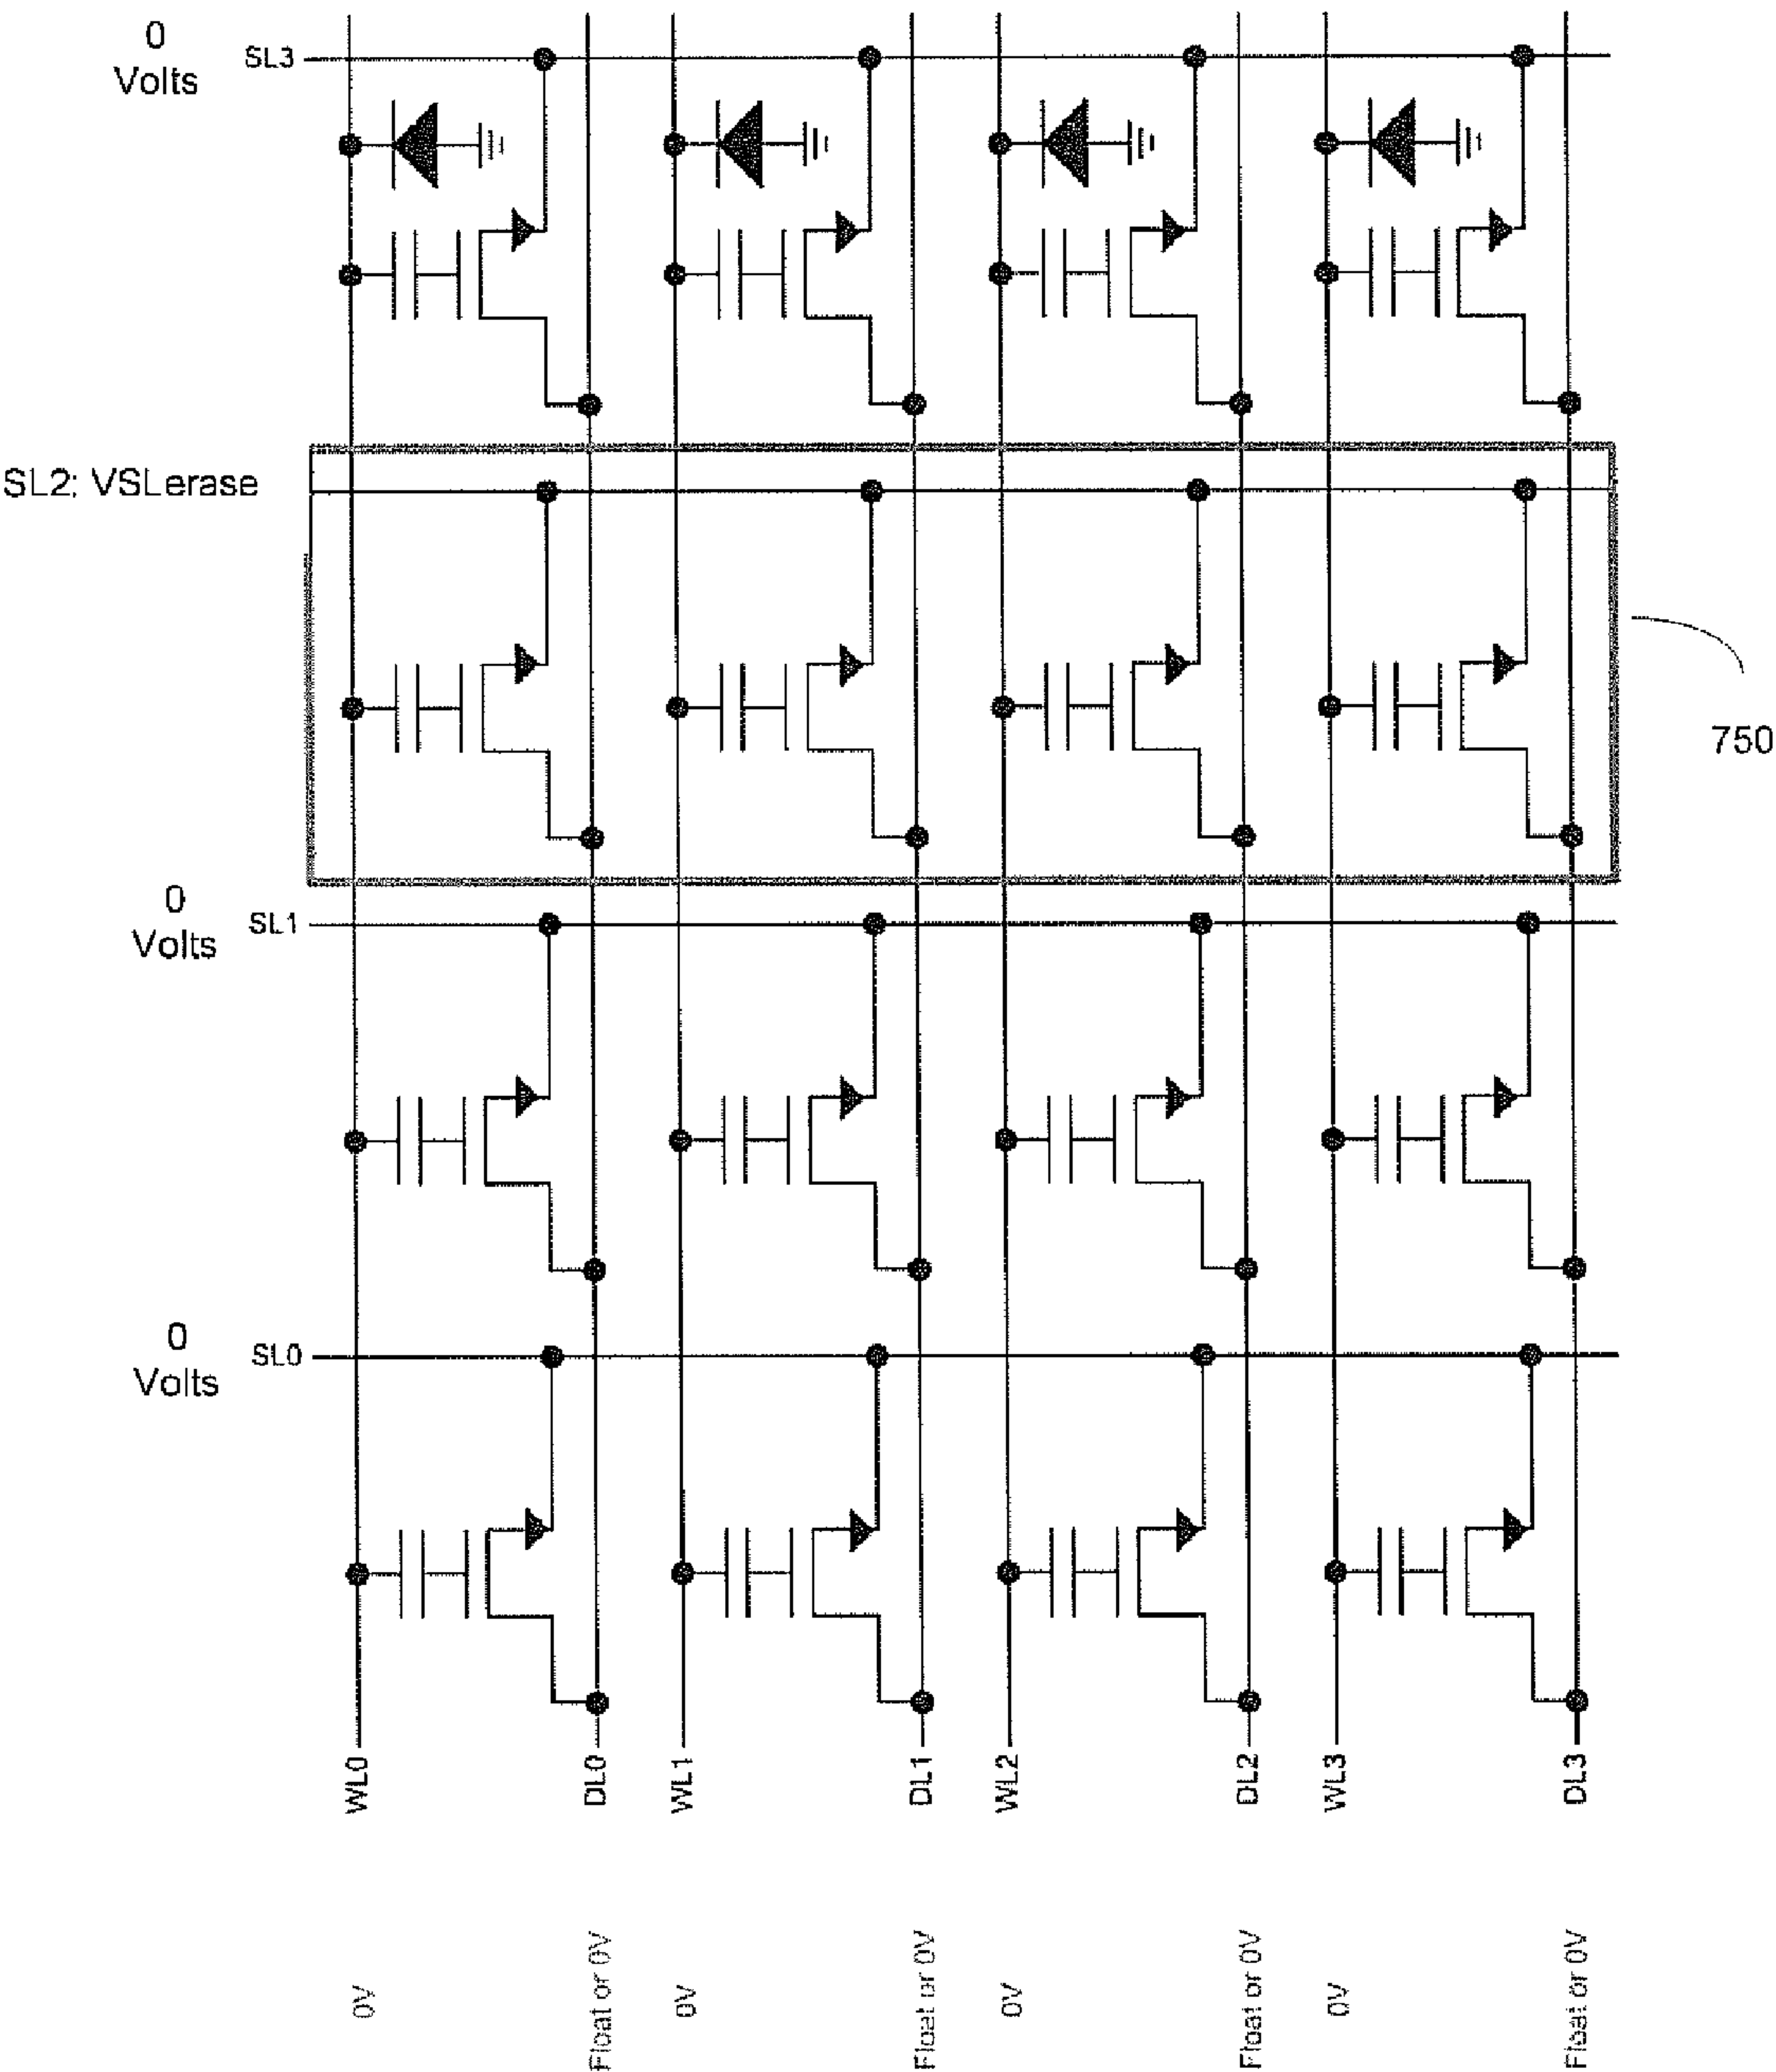 0
Volts
SL3
SL2: VSLerase
750
0
Volts
SL1
0
Volts
SL0
WL0
DL0
WL1
DL1
WL2
DL2
WL3
DL3
0V
Float or 0V
0V
Float or 0V
0V
Float or 0V
0V
Float or 0V